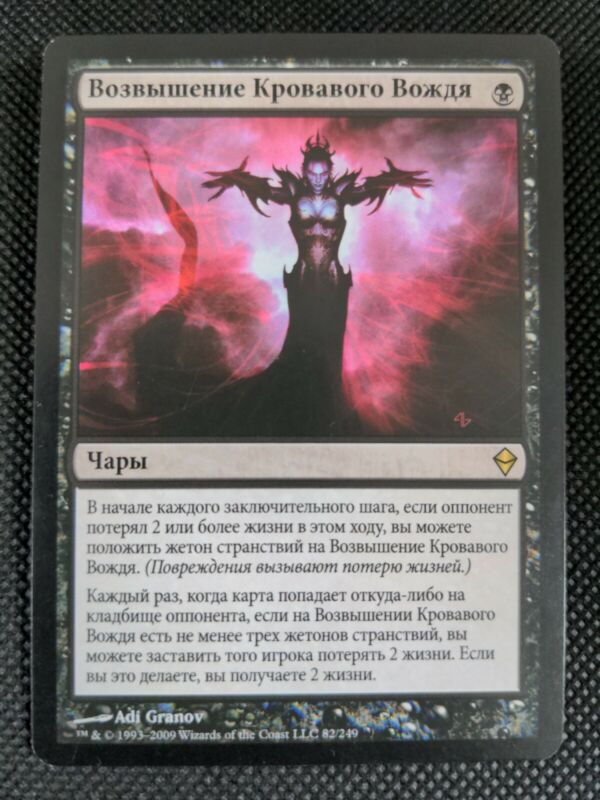 Возвышение Кровавого Вождя
Чары
В начале каждого заключительного шага, если оппонент
потерял 2 или более жизни в этом ходу, вы можете
положить жетон странствий на Возвышение Кровавого
Вождя. (Повреждения вызывают потерю жизней.)
Каждый раз, когда карта попадает откуда-либо на
кладбище оппонента, если на Возвышении Кровавого
Вождя есть не менее трех жетонов странствий, вы
можете заставить того игрока потерять 2 жизни. Если
вы это делаете, вы получаете 2 жизни.
Adi Granov
™ & © 1993–2009 Wizards of the Coast LLC 82/249